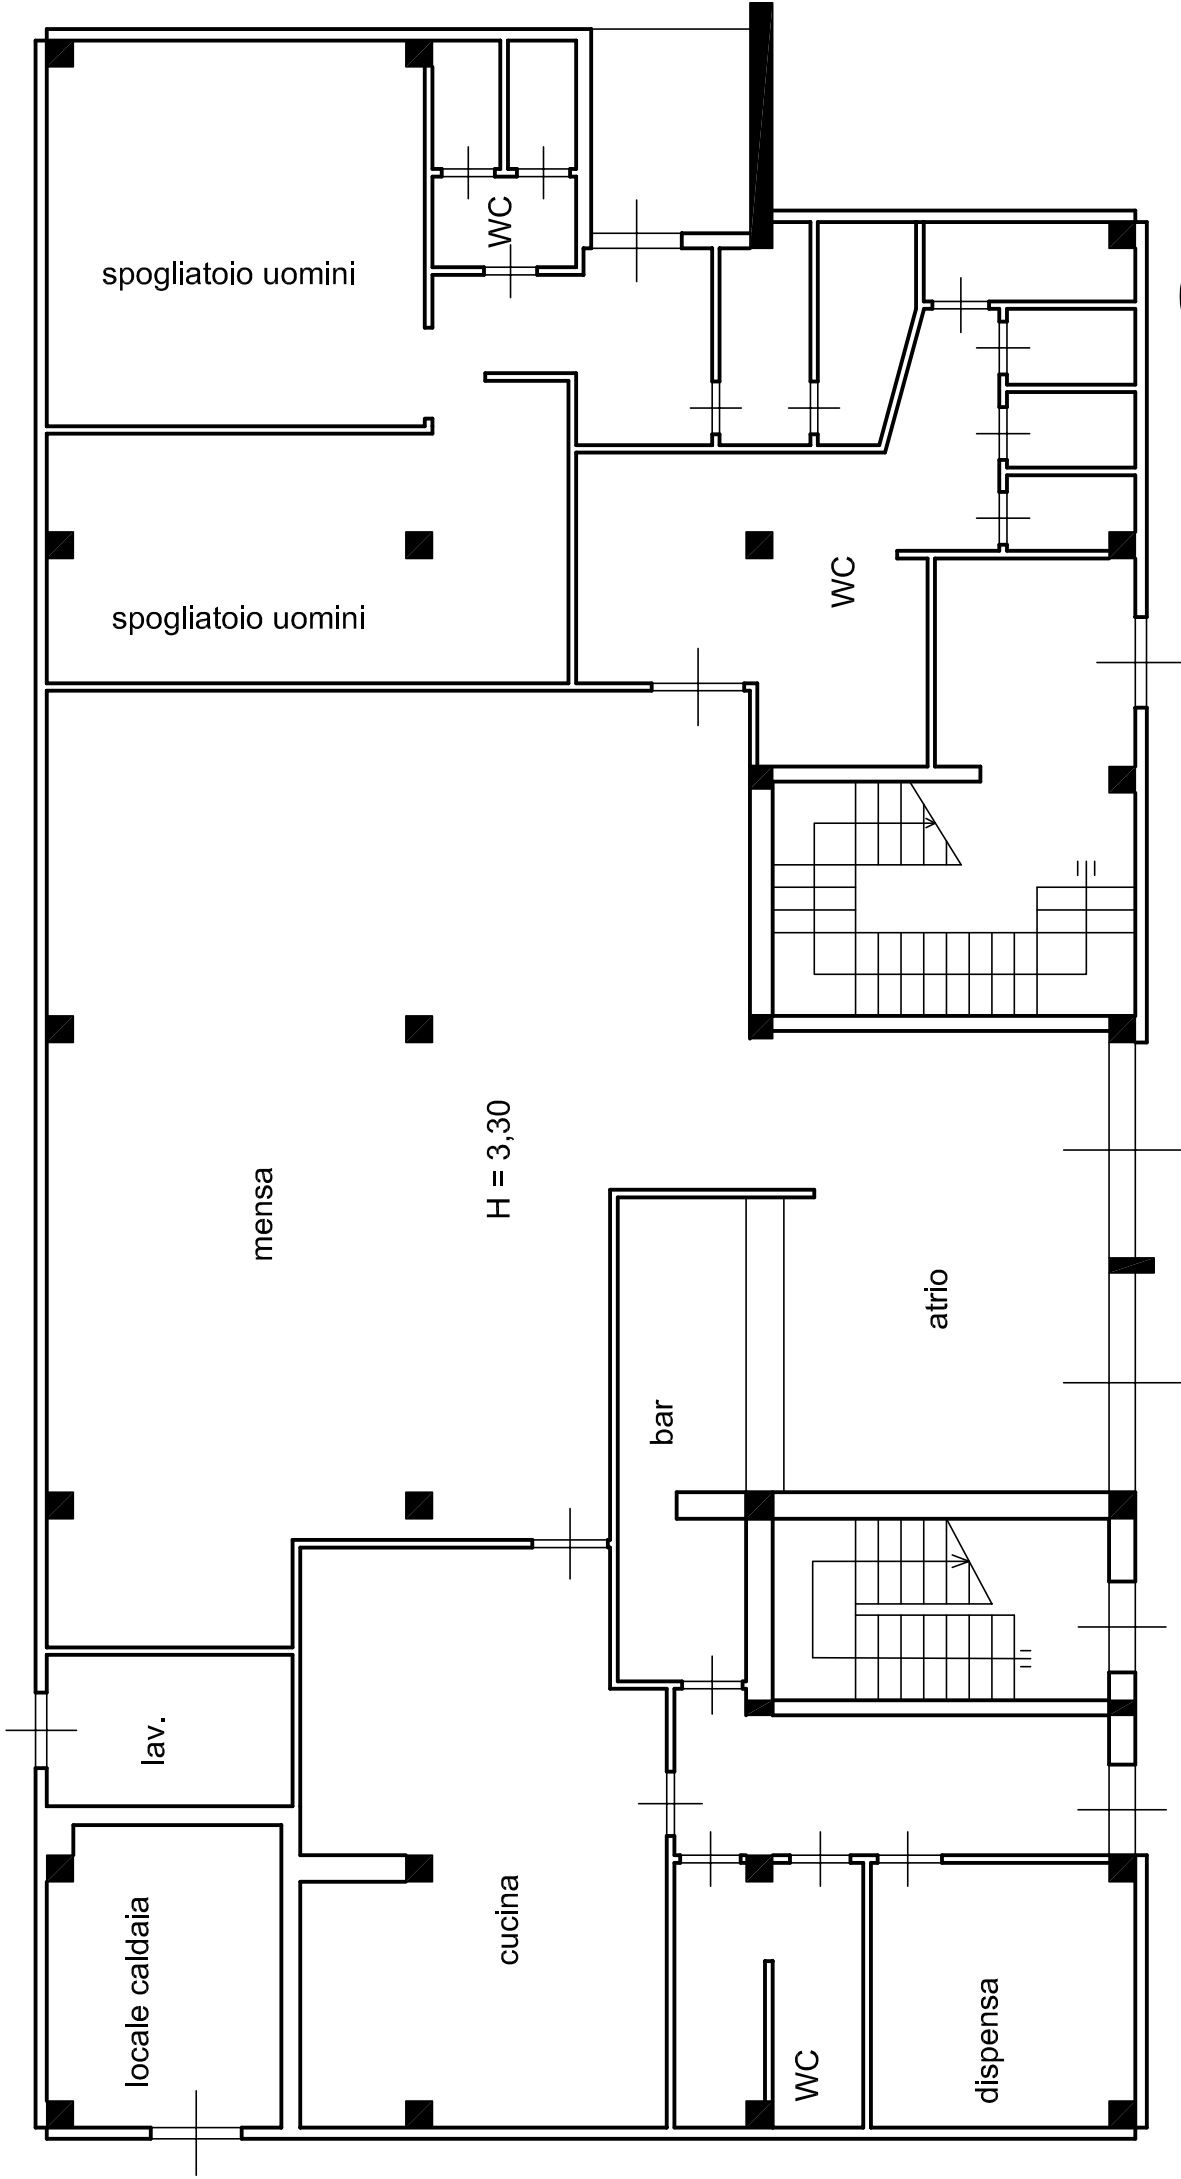 spogliatoio uomini
WC
spogliatoio uomini
WC
mensa
H = 3,30
atrio
bar
lav.
cucina
locale caldaia
WC
dispensa